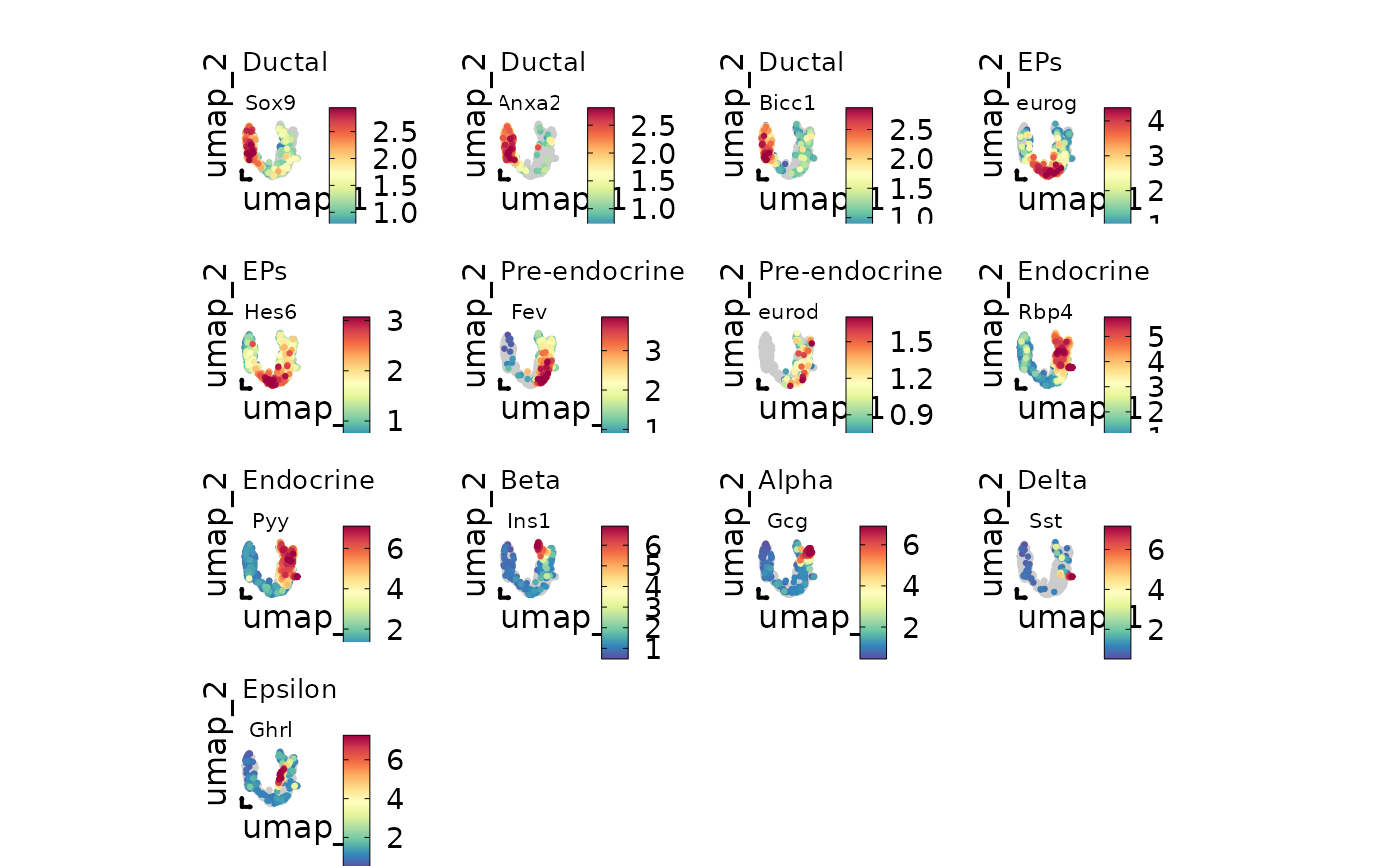 Ductal
Sox9
umap_2
2.5
2.0
1.5
1.0
umap_1
Ductal
Anxa2
umap_2
2.5
2.0
1.5
1.0
umap_1
Ductal
Bicc1
umap_2
2.5
2.0
1.5
1.0
umap_1
EPs
eurog
umap_2
4
3
2
1
umap_1
EPs
Hes6
umap_2
3
2
1
umap_
Pre-endocrine
Fev
umap_2
3
2
1
umap_
Pre-endocrine
eurod
umap_2
1.5
1.2
0.9
umap_1
Endocrine
Rbp4
umap_2
5
4
3
2
1
umap_1
Endocrine
Pyy
umap_2
6
4
2
umap_
Beta
Ins1
umap_2
6
5
4
3
2
1
umap_
Alpha
Gcg
umap_2
6
4
2
umap_
Delta
Sst
umap_2
6
4
2
umap_1
Epsilon
Ghrl
umap_2
6
4
2
umap_